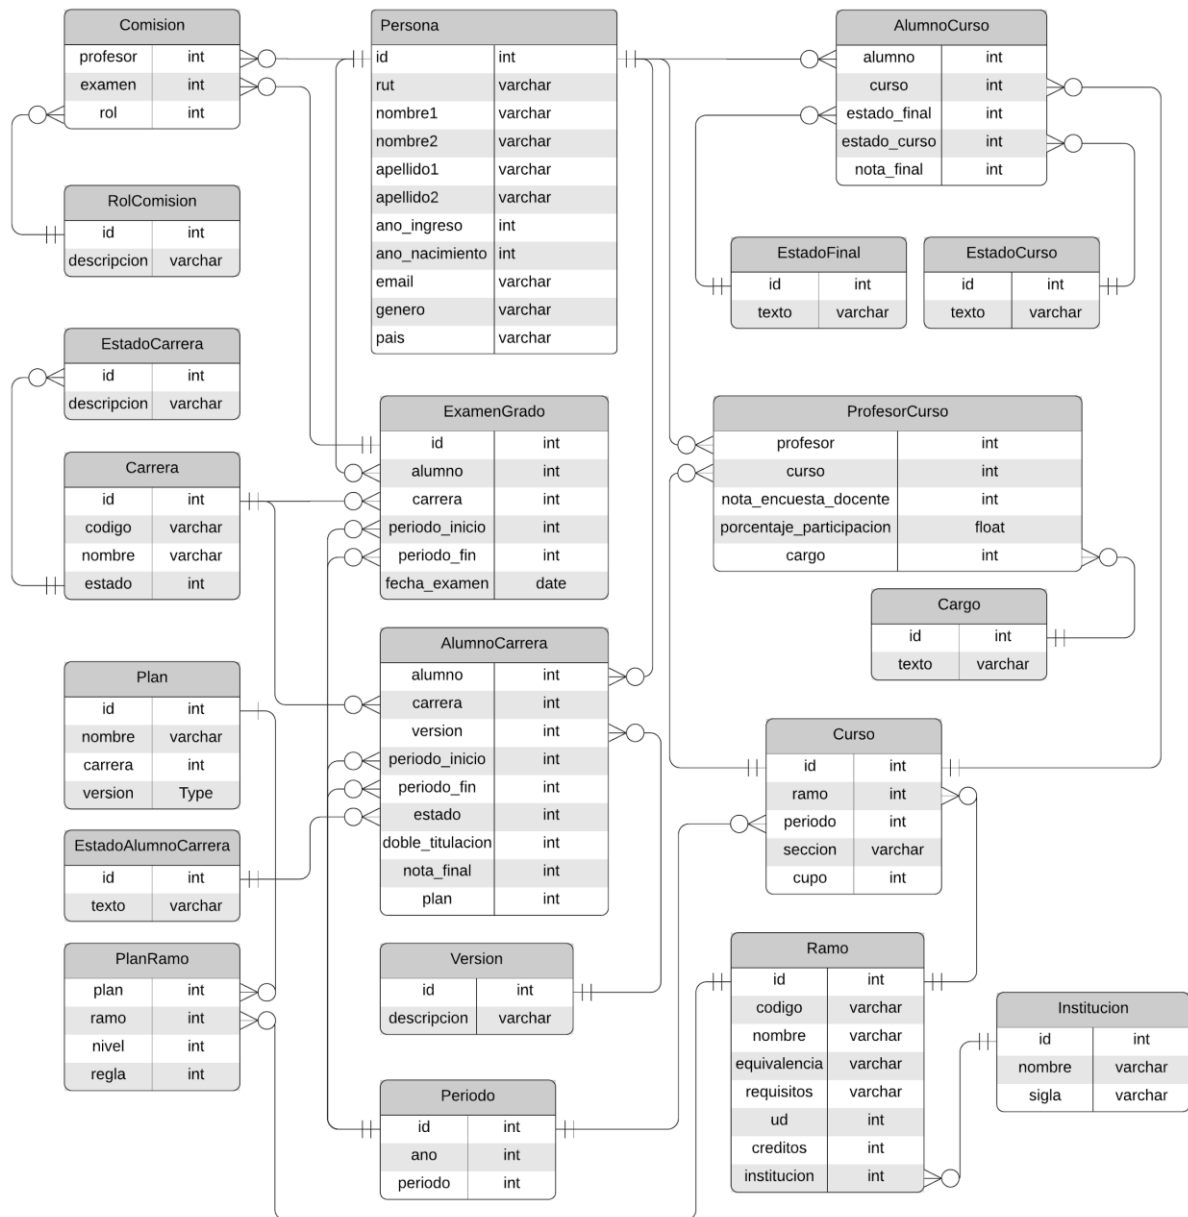 Comision
profesor int
examen int
rol int
RolComision
id int
descripcion varchar
EstadoCarrera
id int
descripcion varchar
Carrera
id int
codigo varchar
nombre varchar
estado int
Plan
id int
nombre varchar
carrera int
version Type
EstadoAlumnoCarrera
id int
texto varchar
PlanRamo
plan int
ramo int
nivel int
regla int
Persona
id int
rut varchar
nombre1 varchar
nombre2 varchar
apellido1 varchar
apellido2 varchar
ano_ingreso int
ano_nacimiento int
email varchar
genero varchar
pais varchar
ExamenGrado
id int
alumno int
carrera int
periodo_inicio int
periodo_fin int
fecha_examen date
AlumnoCarrera
alumno int
carrera int
version int
periodo_inicio int
periodo_fin int
estado int
doble_titulacion int
nota_final int
plan int
Version
id int
descripcion varchar
Periodo
id int
ano int
periodo int
AlumnoCurso
alumno int
curso int
estado_final int
estado_curso int
nota_final int
EstadoFinal
id int
texto varchar
EstadoCurso
id int
texto varchar
ProfesorCurso
profesor int
curso int
nota_encuesta_docente int
porcentaje_participacion float
cargo int
Cargo
id int
texto varchar
Curso
id int
ramo int
periodo int
seccion varchar
cupo int
Ramo
id int
codigo varchar
nombre varchar
equivalencia varchar
requisitos varchar
ud int
creditos int
institucion int
Institucion
id int
nombre varchar
sigla varchar